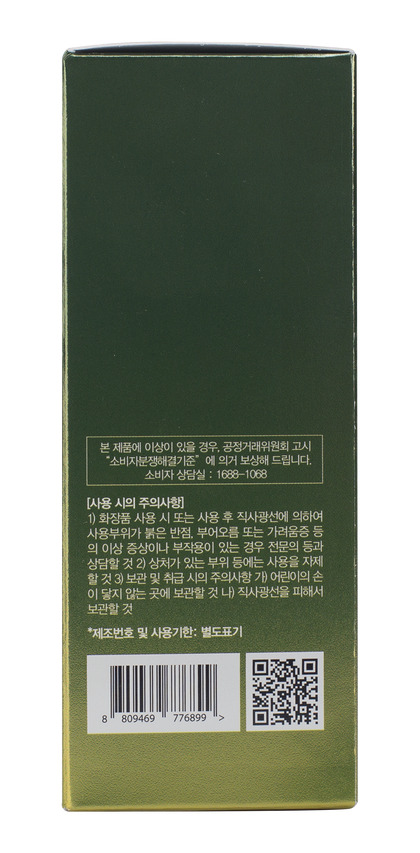 본 제품에 이상이 있을 경우, 공정거래위원회 고시
“소비자분쟁해결기준” 에 의거 보상해 드립니다.
소비자 상담실 : 1688-1068
[사용 시의 주의사항]
1) 화장품 사용 시 또는 사용 후 직사광선에 의하여
사용부위가 붉은 반점, 부어오름 또는 가려움증 등
의 이상 증상이나 부작용이 있는 경우 전문의 등과
상담할 것 2) 상처가 있는 부위 등에는 사용을 자제
할 것 3) 보관 및 취급 시의 주의사항 가) 어린이의 손
이 닿지 않는 곳에 보관할 것 나) 직사광선을 피해서
보관할 것
*제조번호 및 사용기한: 별도표기
8 809469 776899 >